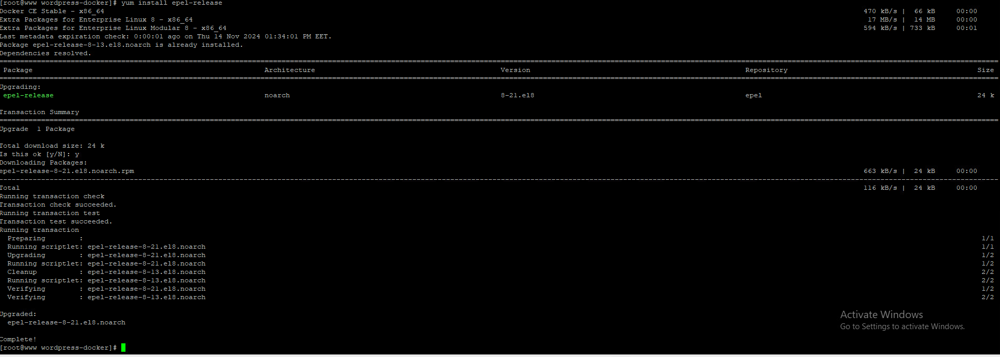 [root@www wordpress-docker]# yum install epel-release
Docker CE Stable - x86_64 470 kB/s | 66 kB 00:00
Extra Packages for Enterprise Linux 8 - x86_64 17 MB/s | 14 MB 00:00
Extra Packages for Enterprise Linux Modular 8 - x86_64 594 kB/s | 733 kB 00:01
Last metadata expiration check: 0:00:01 ago on Thu 14 Nov 2024 01:34:01 PM EET.
Package epel-release-8-13.el8.noarch is already installed.
Dependencies resolved.
Package Architecture Version Repository Size
Upgrading:
epel-release noarch 8-21.el8 epel 24 k
Transaction Summary
Upgrade 1 Package
Total download size: 24 k
Is this ok [y/N]: y
Downloading Packages:
epel-release-8-21.el8.noarch.rpm 663 kB/s | 24 kB 00:00
Total 116 kB/s | 24 kB 00:00
Running transaction check
Transaction check succeeded.
Running transaction test
Transaction test succeeded.
Running transaction
Preparing : 1/1
Running scriptlet: epel-release-8-21.el8.noarch 1/1
Upgrading : epel-release-8-21.el8.noarch 1/2
Running scriptlet: epel-release-8-21.el8.noarch 1/2
Cleanup : epel-release-8-13.el8.noarch 2/2
Running scriptlet: epel-release-8-13.el8.noarch 2/2
Verifying : epel-release-8-21.el8.noarch 1/2
Verifying : epel-release-8-13.el8.noarch 2/2
Upgraded:
epel-release-8-21.el8.noarch
Complete!
[root@www wordpress-docker]#
Activate Windows
Go to Settings to activate Windows.